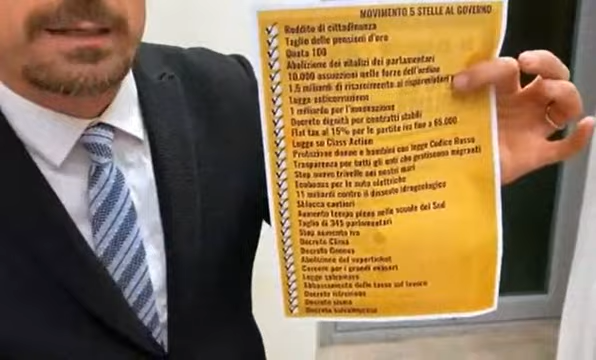 MOVIMENTO 5 STELLE AL GOVERNO
Reddito di cittadinanza
Taglio delle pensioni d'oro
Quota 100
Abolizione dei vitalizi dei parlamentari
10.000 assunzioni nelle forze dell'ordine
1,5 miliardi di risarcimento ai risparmiatori
Legge anticorruzione
1 miliardo per l'innovazione
Decreto dignità per contratti stabili
Flat tax al 15% per le partite iva fino a 65.000
Legge su Class Action
Protezione donne e bambini con legge Codice Rosso
Trasparenza per tutti gli enti che gestiscono migranti
Stop nuove trivelle nei nostri mari
Ecobonus per le auto elettriche
11 miliardi contro il dissesto idrogeologico
Sblocca cantieri
Aumento tempo pieno nelle scuole del Sud
Taglio di 345 parlamentari
Stop aumento iva
Decreto Clima
Decreto Genova
Abolizione del superticket
Carcere per i grandi evasori
Legge salvamare
Abbassamento delle tasse sul lavoro
Decreto istruzione
Decreto sisma
Decreto